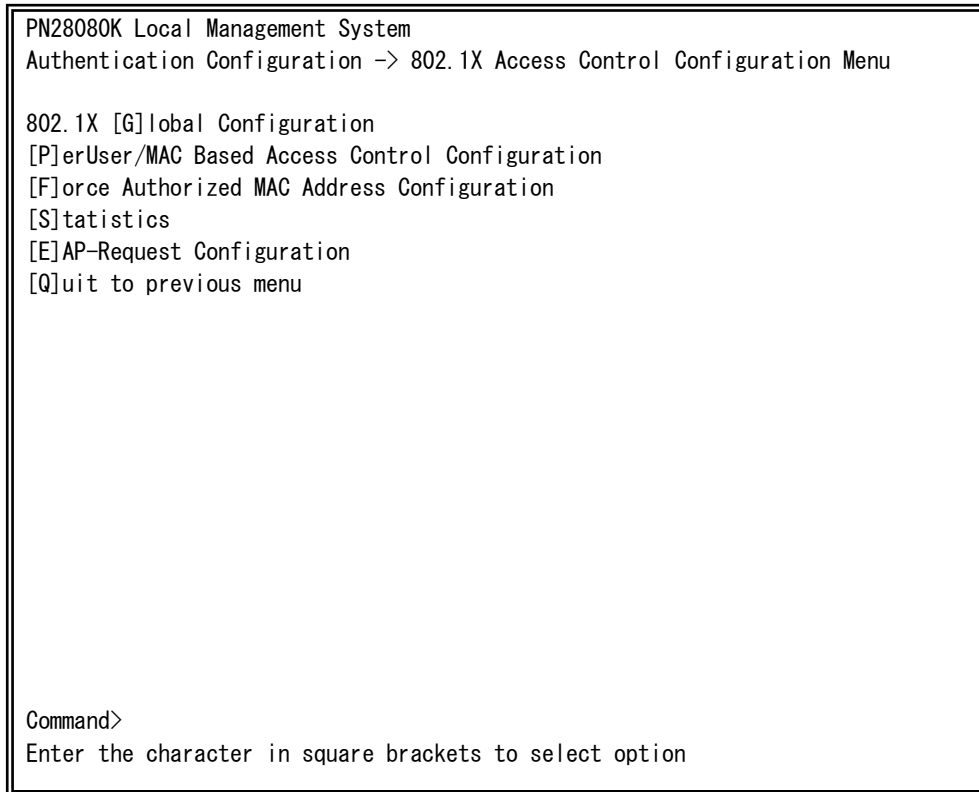 PN28080K Local Management System
Authentication Configuration -> 802.1X Access Control Configuration Menu
802.1X [G]lobal Configuration
[P]erUser/MAC Based Access Control Configuration
[F]orce Authorized MAC Address Configuration
[S]tatistics
[E]AP-Request Configuration
[Q]uit to previous menu
Command>
Enter the character in square brackets to select option